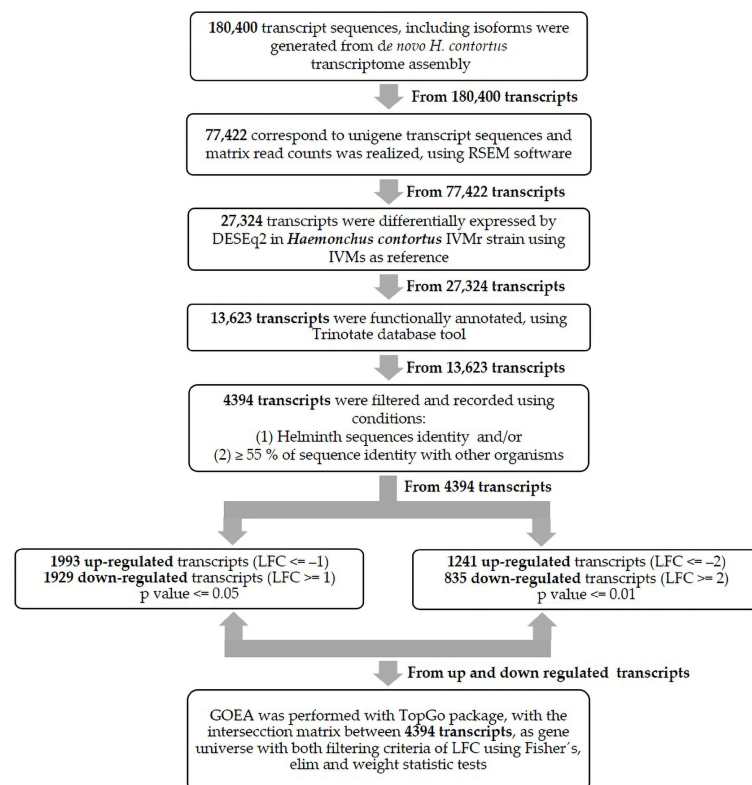 180,400 transcript sequences, including isoforms were
generated from de novo H. contortus
transcriptome assembly
From 180,400 transcripts
77,422 correspond to unigene transcript sequences and
matrix read counts was realized, using RSEM software
From 77,422 transcripts
27,324 transcripts were differentially expressed by
DESEq2 in Haemonchus contortus IVMr strain using
IVMs as reference
From 27,324 transcripts
13,623 transcripts were functionally annotated, using
Trinotate database tool
From 13,623 transcripts
4394 transcripts were filtered and recorded using
conditions:
(1) Helminth sequences identity and/or
(2) ≥ 55 % of sequence identity with other organisms
From 4394 transcripts
1993 up-regulated transcripts (LFC <= –1)
1929 down-regulated transcripts (LFC >= 1)
p value <= 0.05
1241 up-regulated transcripts (LFC <= –2)
835 down-regulated transcripts (LFC >= 2)
p value <= 0.01
From up and down regulated transcripts
GOEA was performed with TopGo package, with the
intersecction matrix between 4394 transcripts, as gene
universe with both filtering criteria of LFC using Fisher´s,
elim and weight statistic tests